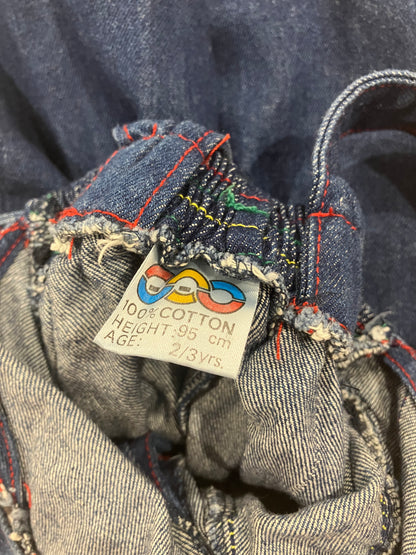 100% COTTON
HEIGHT: 95 cm
AGE: 2/3 yrs.